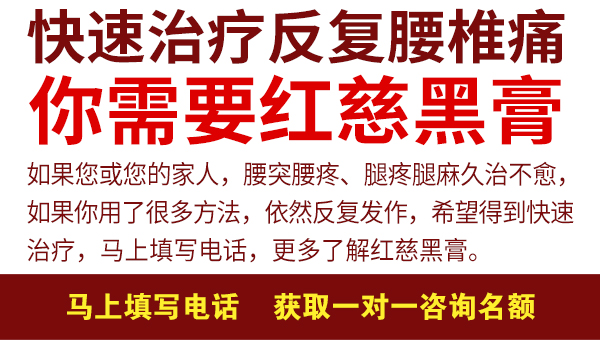 快速治疗反复腰椎痛
你需要红慈黑膏
如果您或您的家人，腰突腰疼、腿疼腿麻久治不愈，
如果你用了很多方法，依然反复发作，希望得到快速
治疗，马上填写电话，更多了解红慈黑膏。
马上填写电话 获取一对一咨询名额